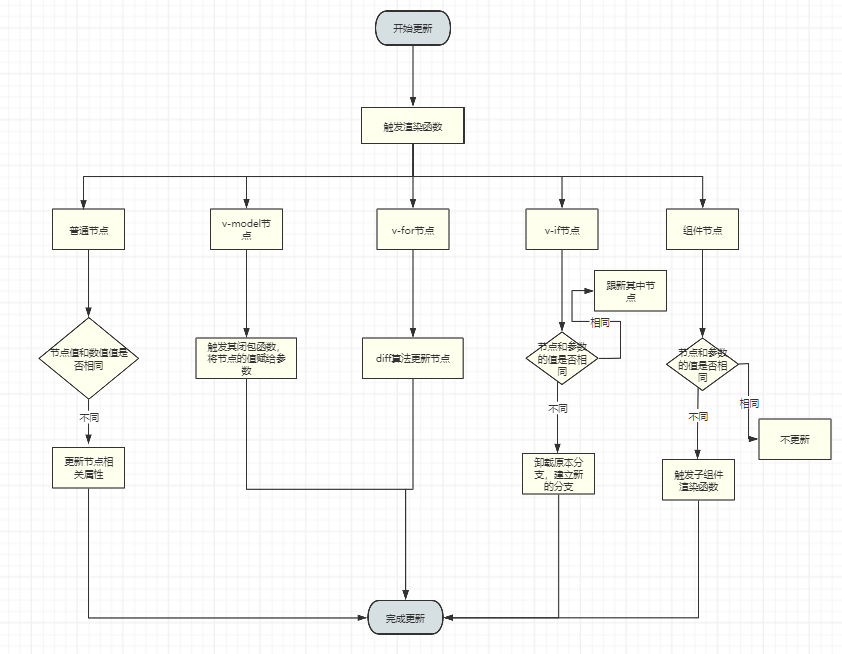 开始更新
触发渲染函数
普通节点
v-model节
点
v-for节点
v-if节点
组件节点
跟新其中节
点
相同
节点值和数值值是
否相同
触发其闭包函数,
将节点的值赋给参
数
diff算法更新节点
节点和参数
的值是否相
同
节点和参数
的值是否相
同
不同
不同
不同
相同
更新节点相
关属性
卸载原本分
支，建立新
的分支
触发子组件
渲染函数
不更新
完成更新